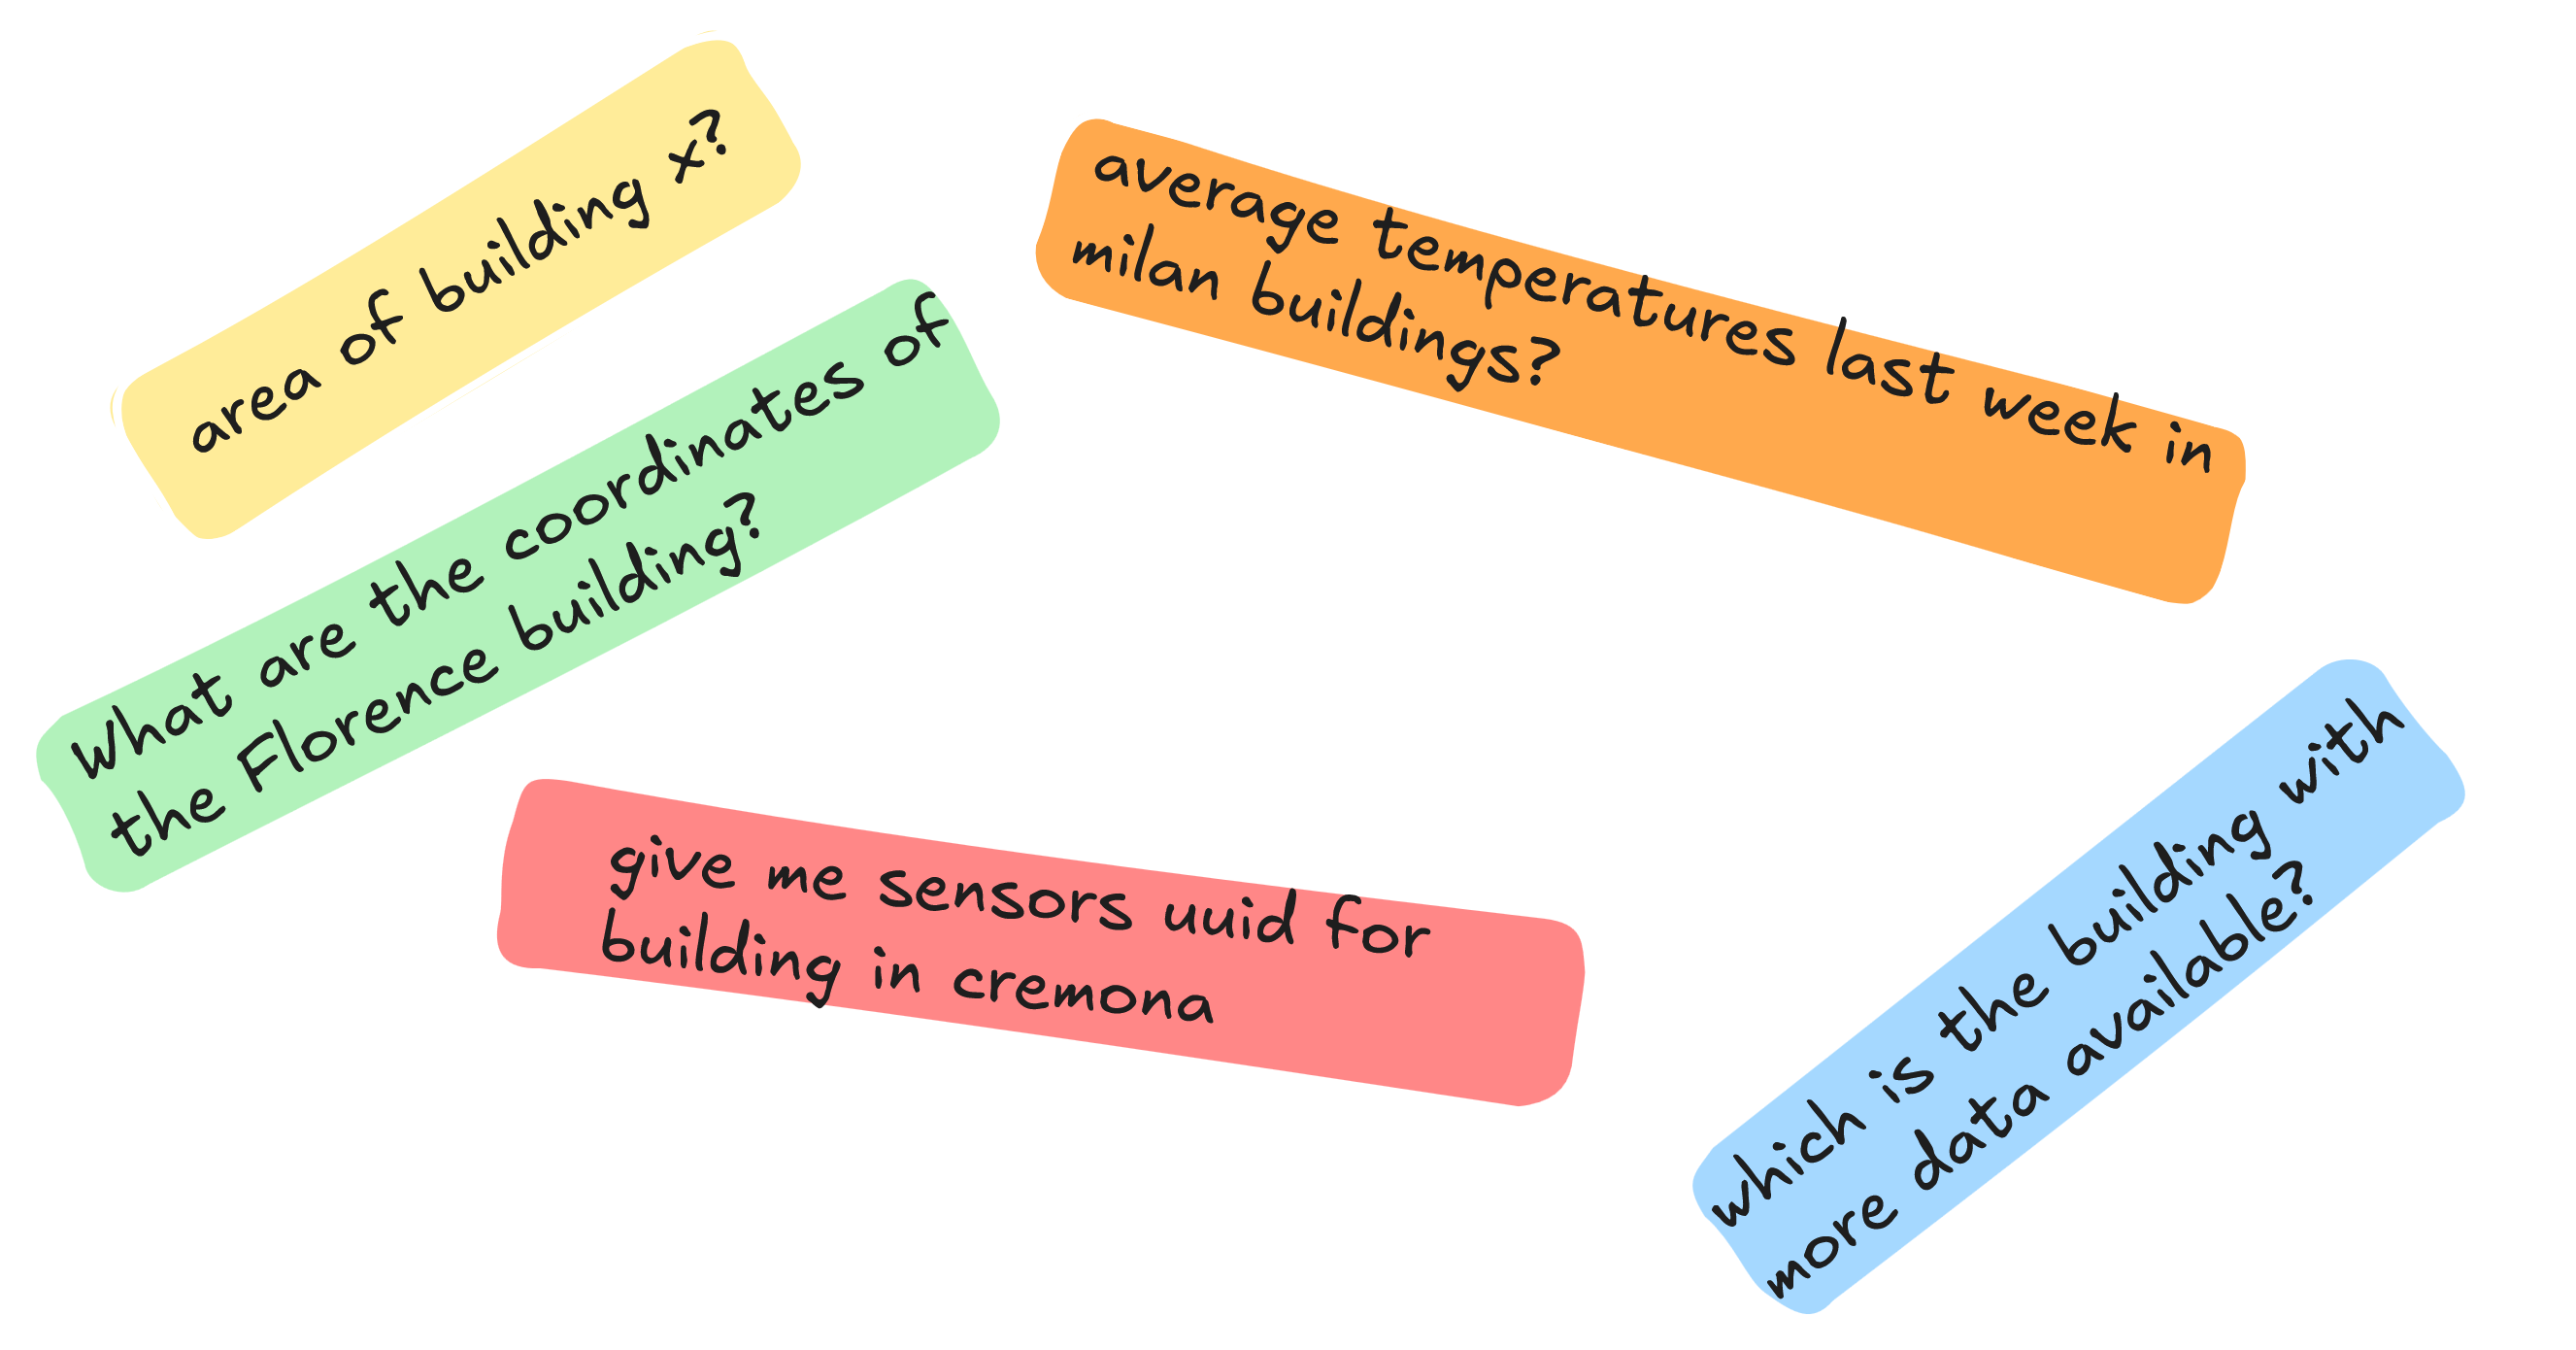 area of building x?
What are the coordinates of
the Florence building?
average temperatures last week in
milan buildings?
give me sensors uuid for
building in cremona
which is the building with
more data available?